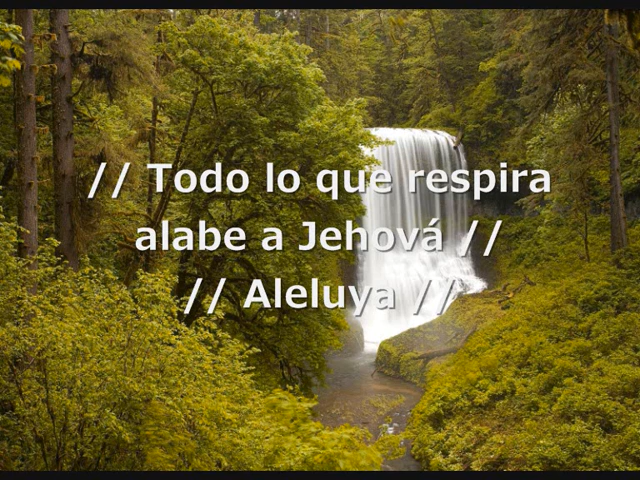 // Todo lo que respira
alabe a Jehová //
// Aleluya //